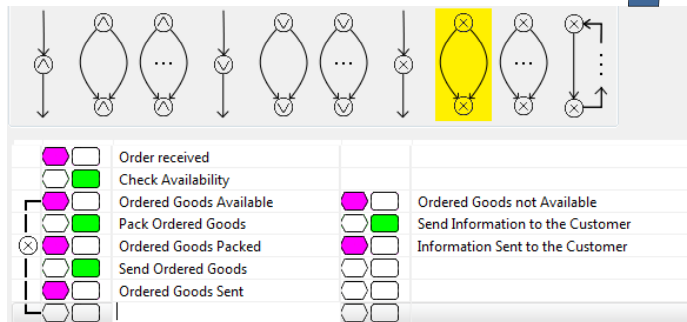 Order received
Check Availability
Ordered Goods Available Ordered Goods not Available
Pack Ordered Goods Send Information to the Customer
Ordered Goods Packed Information Sent to the Customer
Send Ordered Goods
Ordered Goods Sent